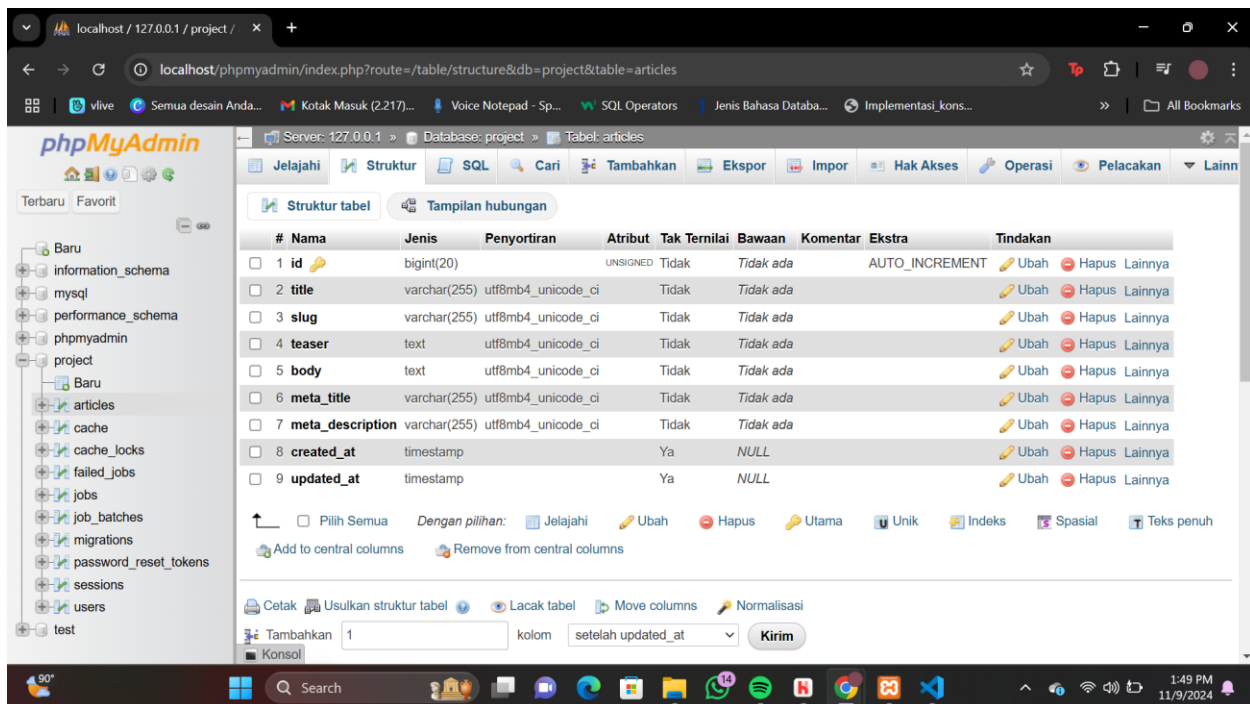 localhost / 127.0.0.1 / project /
localhost/phpmyadmin/index.php?route=/table/structure&db=project&table=articles
vlive Semua desain Anda... Kotak Masuk (2.217)... Voice Notepad - Sp... SQL Operators Jenis Bahasa Databa... Implementasi_kons... » All Bookmarks
phpMyAdmin
Terbaru Favorit
Baru
information_schema
mysql
performance_schema
phpmyadmin
project
Baru
articles
cache
cache_locks
failed_jobs
jobs
job_batches
migrations
password_reset_tokens
sessions
users
test
Server: 127.0.0.1 » Database: project » Tabel: articles
Jelajahi Struktur SQL Cari Tambahkan Ekspor Impor Hak Akses Operasi Pelacakan Lainn
Struktur tabel Tampilan hubungan
# Nama Jenis Penyortiran Atribut Tak Ternilai Bawaan Komentar Ekstra Tindakan
1 id bigint(20) UNSIGNED Tidak Tidak ada AUTO_INCREMENT Ubah Hapus Lainnya
2 title varchar(255) utf8mb4_unicode_ci Tidak Tidak ada Ubah Hapus Lainnya
3 slug varchar(255) utf8mb4_unicode_ci Tidak Tidak ada Ubah Hapus Lainnya
4 teaser text utf8mb4_unicode_ci Tidak Tidak ada Ubah Hapus Lainnya
5 body text utf8mb4_unicode_ci Tidak Tidak ada Ubah Hapus Lainnya
6 meta_title varchar(255) utf8mb4_unicode_ci Tidak Tidak ada Ubah Hapus Lainnya
7 meta_description varchar(255) utf8mb4_unicode_ci Tidak Tidak ada Ubah Hapus Lainnya
8 created_at timestamp Ya NULL Ubah Hapus Lainnya
9 updated_at timestamp Ya NULL Ubah Hapus Lainnya
Pilih Semua Dengan pilihan: Jelajahi Ubah Hapus Utama Unik Indeks Spasial Teks penuh
Add to central columns Remove from central columns
Cetak Usulkan struktur tabel Lacak tabel Move columns Normalisasi
Tambahkan 1 kolom setelah updated_at Kirim
Konsol
90°
Search
14
1:49 PM
11/9/2024